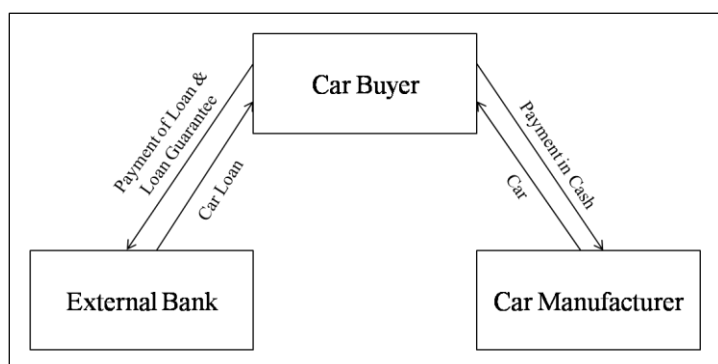 Car Buyer
Payment of Loan &
Loan Guarantee
Car Loan
Car
Payment in Cash
External Bank
Car Manufacturer